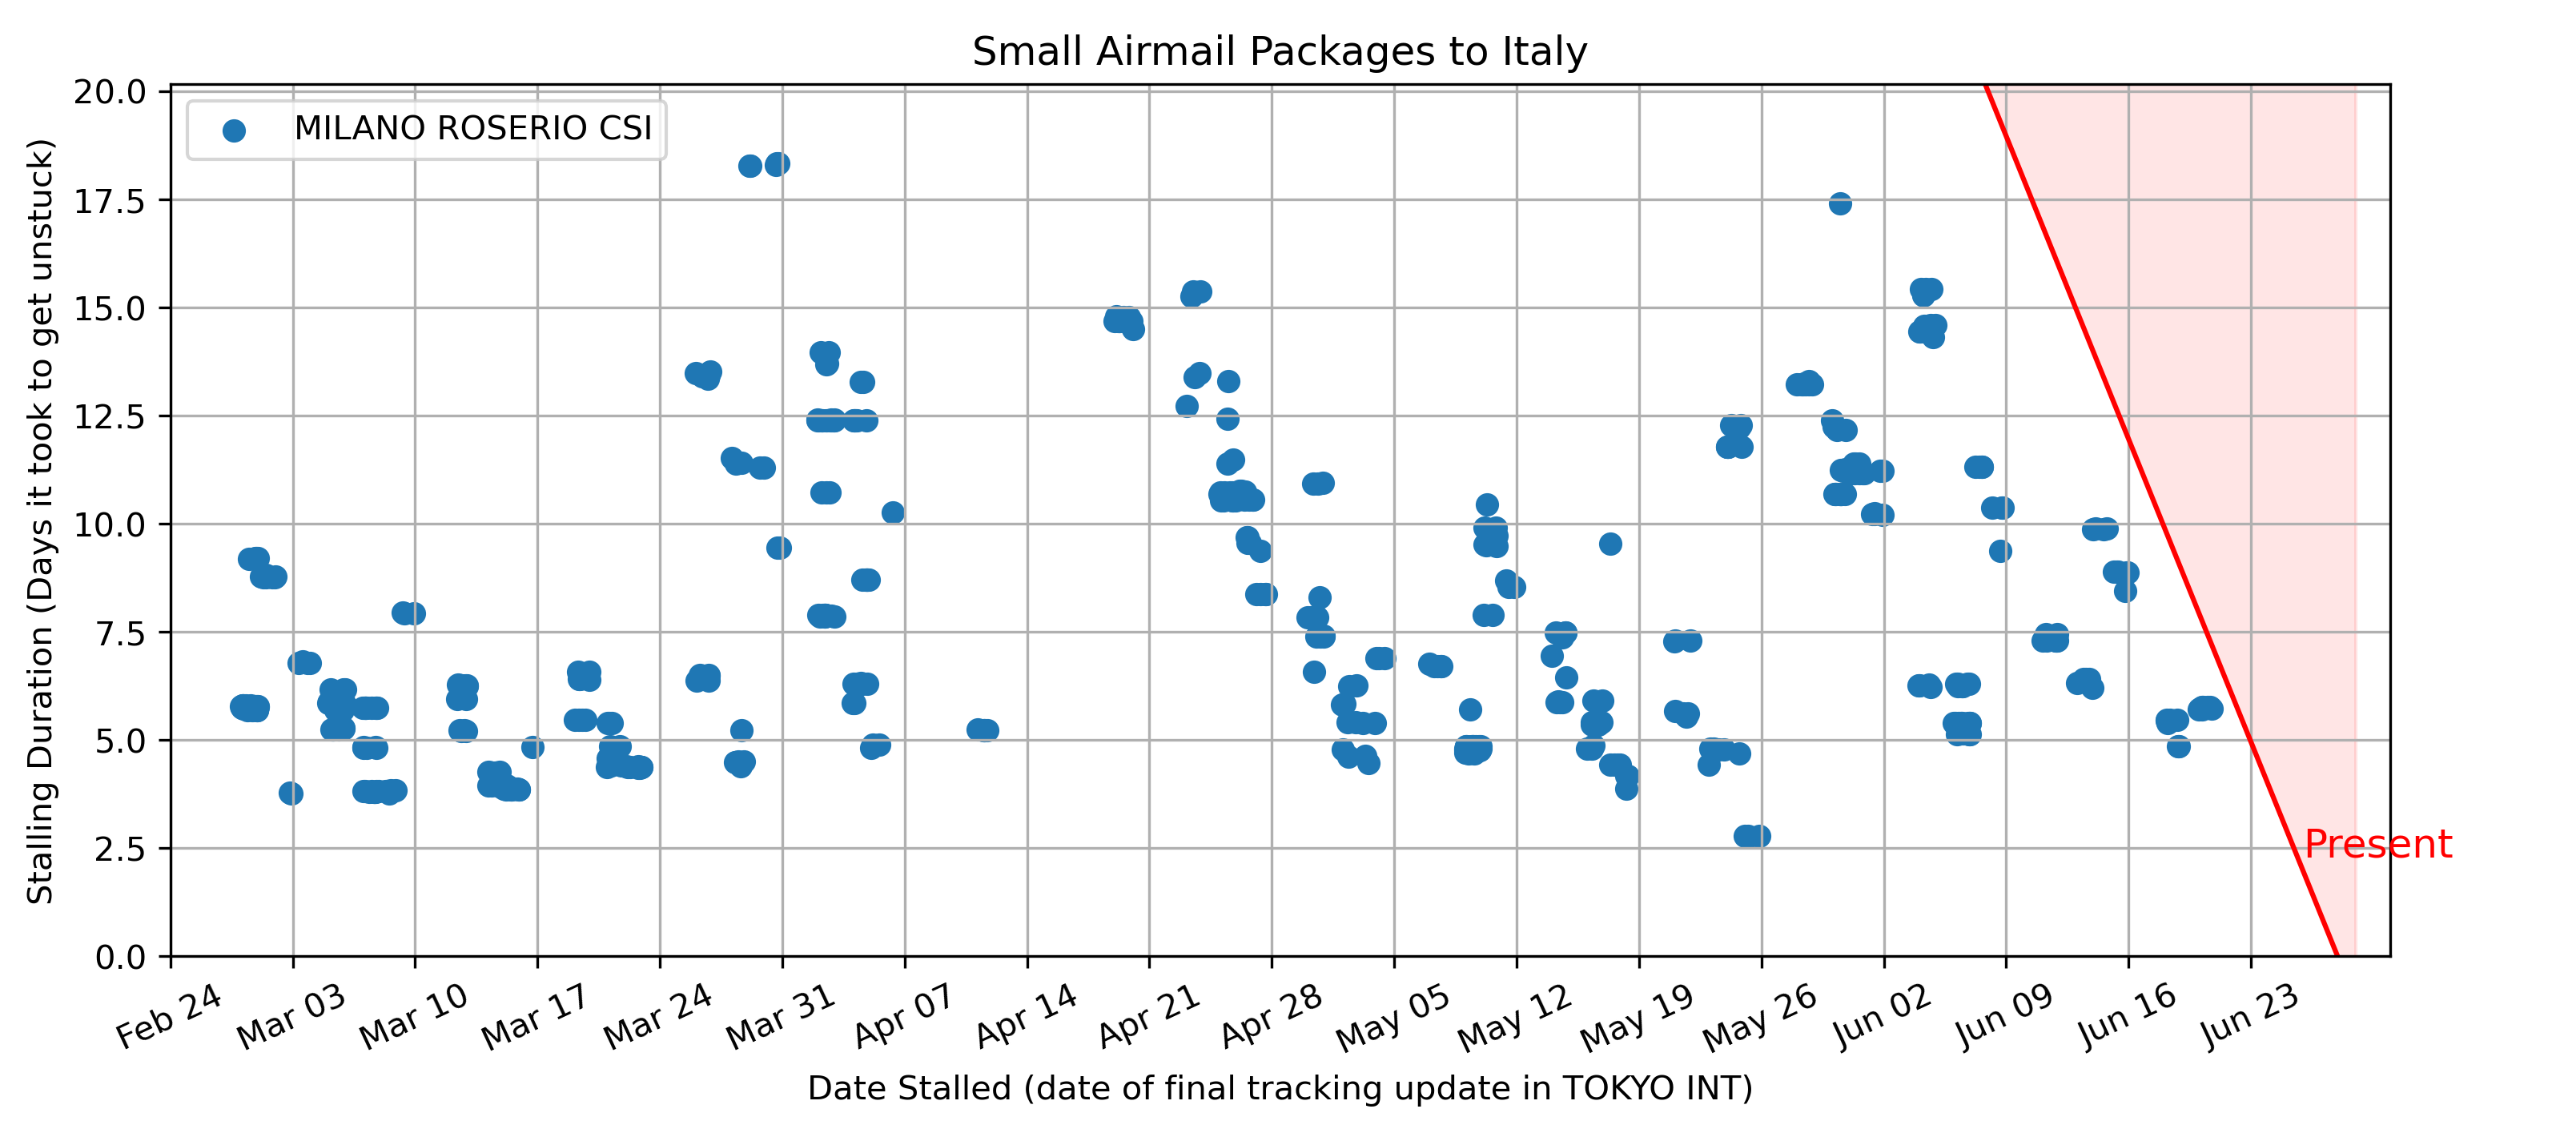 Small Airmail Packages to Italy
MILANO ROSERIO CSI
Stalling Duration (Days it took to get unstuck)
20.0
17.5
15.0
12.5
10.0
7.5
5.0
2.5
0.0
Present
Feb 24
Mar 03
Mar 10
Mar 17
Mar 24
Mar 31
Apr 07
Apr 14
Apr 21
Apr 28
May 05
May 12
May 19
May 26
Jun 02
Jun 09
Jun 16
Jun 23
Date Stalled (date of final tracking update in TOKYO INT)